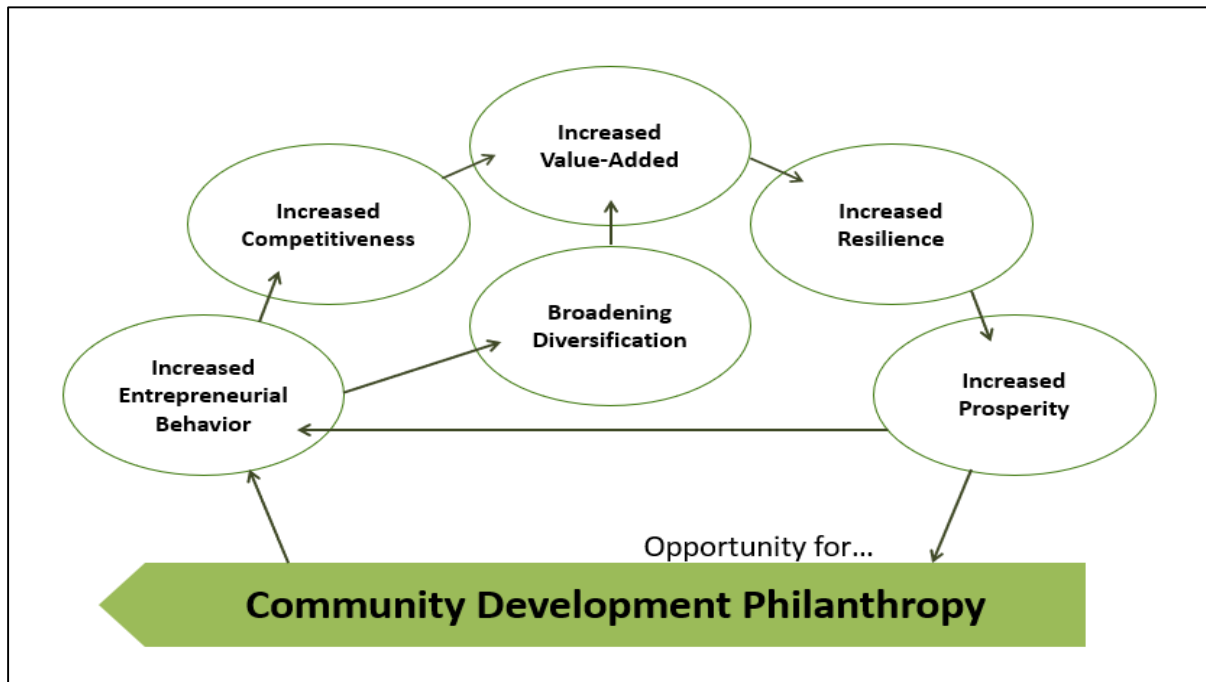 Increased
Value-Added
Increased
Competitiveness
Increased
Resilience
Broadening
Diversification
Increased
Entrepreneurial
Behavior
Increased
Prosperity
Opportunity for...
Community Development Philanthropy